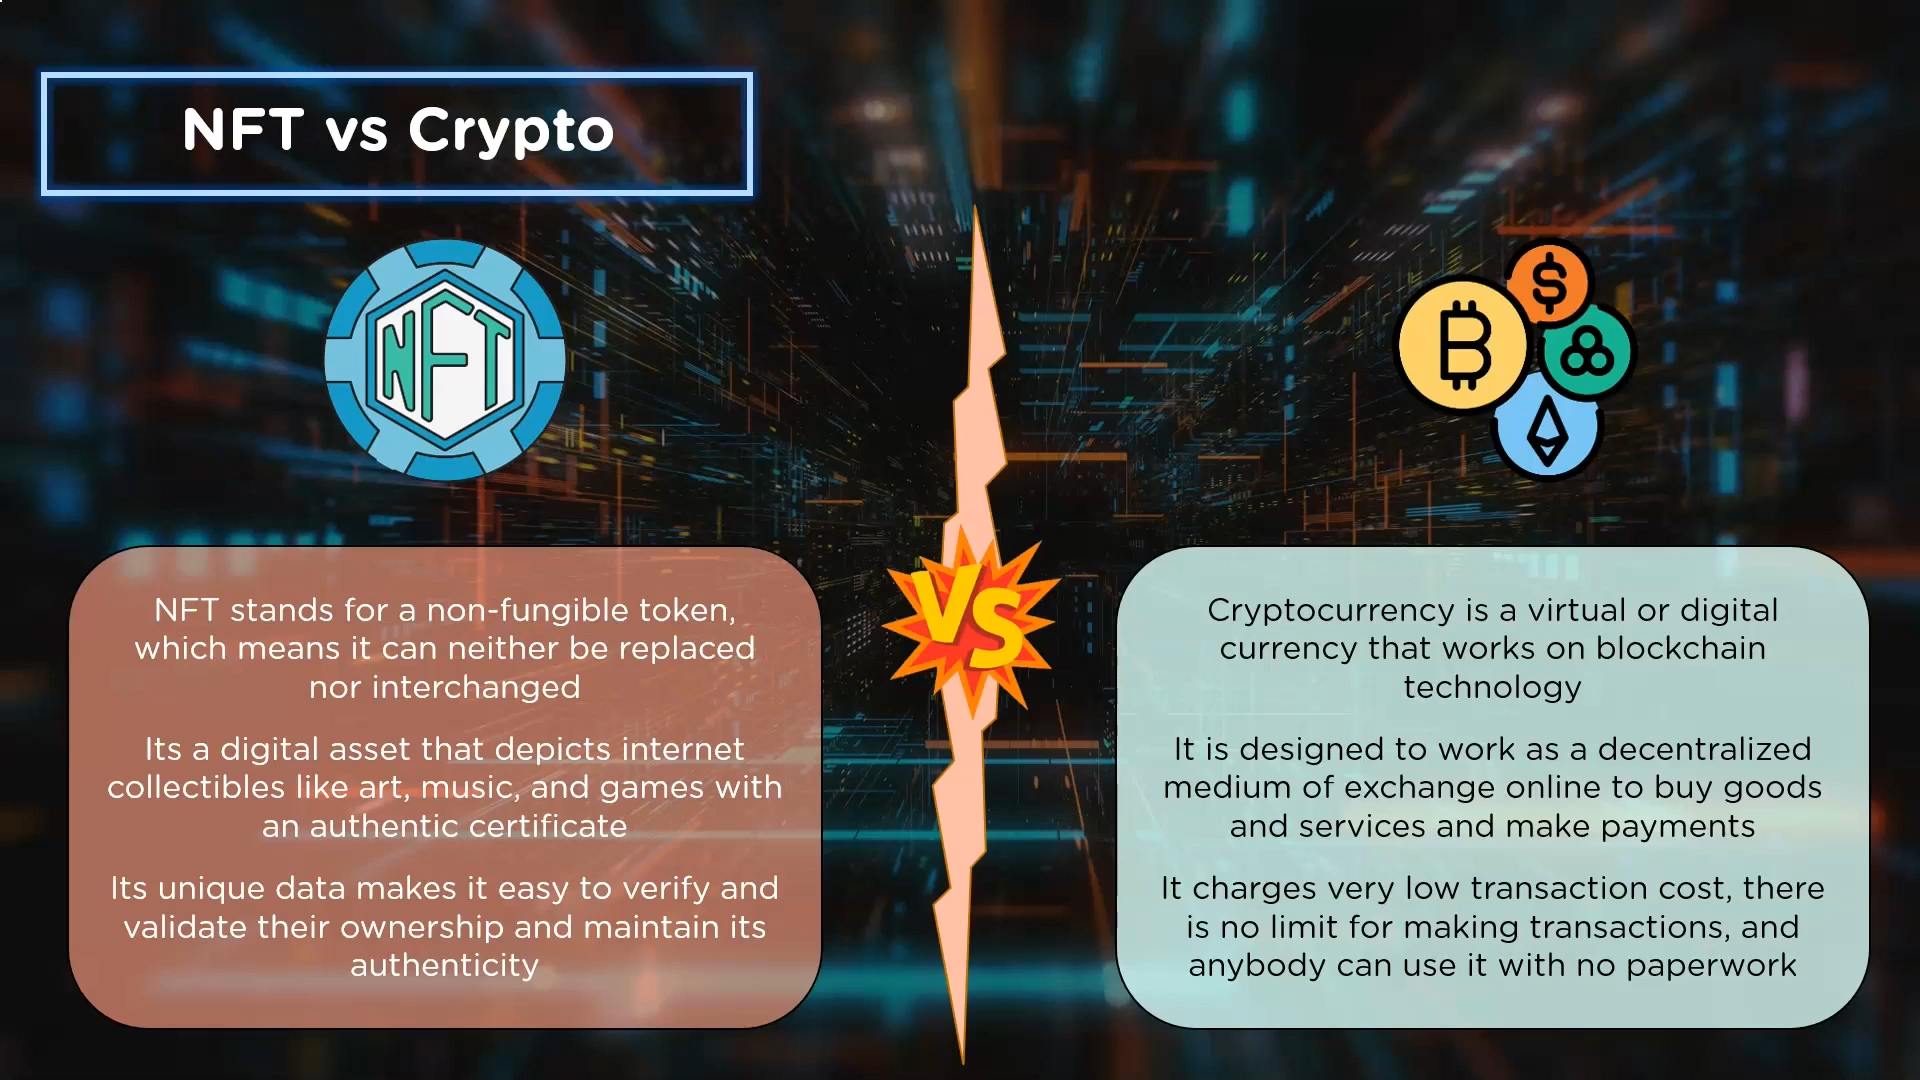 NFT vs Crypto
NFT
NFT stands for a non-fungible token,
which means it can neither be replaced
nor interchanged
Its a digital asset that depicts internet
collectibles like art, music, and games with
an authentic certificate
Its unique data makes it easy to verify and
validate their ownership and maintain its
authenticity
VS
Cryptocurrency is a virtual or digital
currency that works on blockchain
technology
It is designed to work as a decentralized
medium of exchange online to buy goods
and services and make payments
It charges very low transaction cost, there
is no limit for making transactions, and
anybody can use it with no paperwork